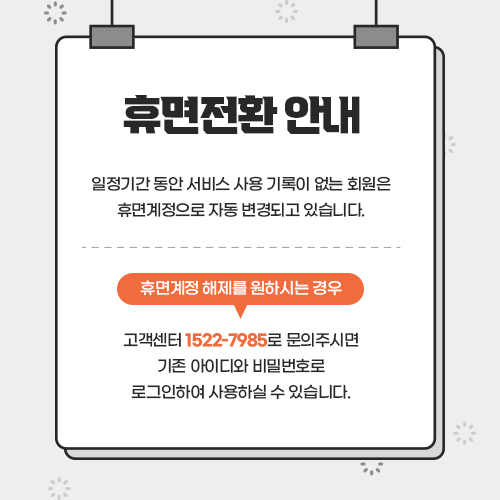 휴면전환 안내
일정기간 동안 서비스 사용 기록이 없는 회원은
휴면계정으로 자동 변경되고 있습니다.
휴면계정 해제를 원하시는 경우
고객센터 1522-7985로 문의주시면
기존 아이디와 비밀번호로
로그인하여 사용하실 수 있습니다.